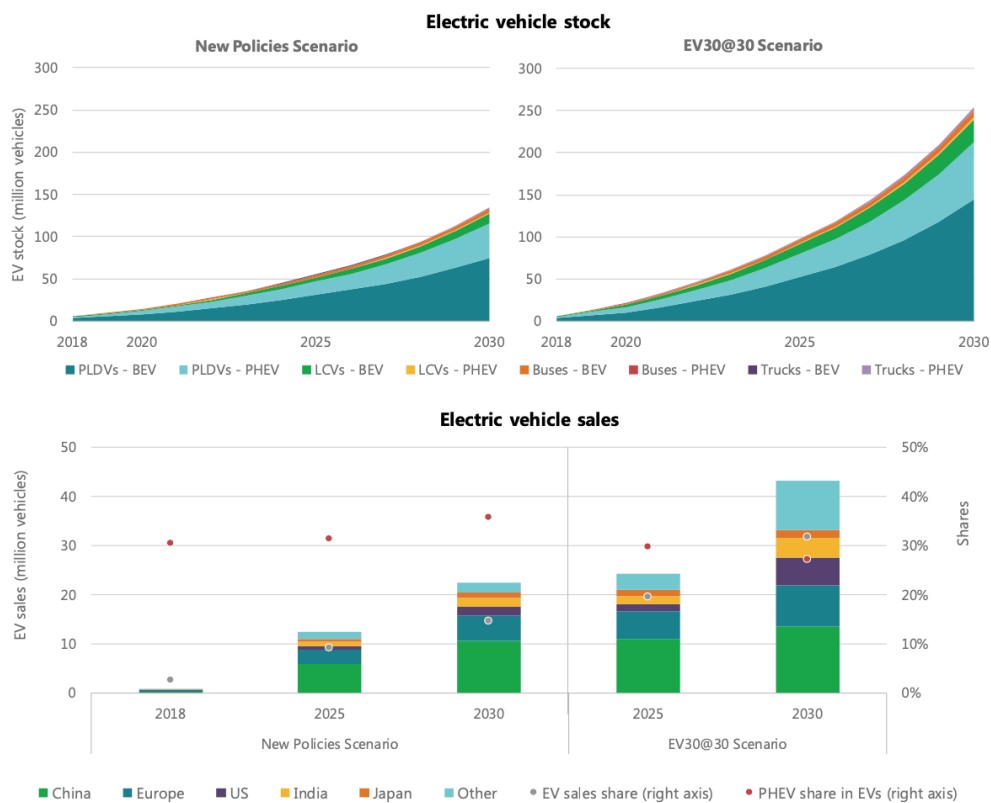 Electric vehicle stock
New Policies Scenario
EV30@30 Scenario
EV stock (million vehicles)
300
250
200
150
100
50
0
2018 2020 2025 2030
300
250
200
150
100
50
0
2018 2020 2025 2030
PLDVs - BEV PLDVs - PHEV LCVs - BEV LCVs - PHEV Buses - BEV Buses - PHEV Trucks - BEV Trucks - PHEV
Electric vehicle sales
EV sales (million vehicles)
50
40
30
20
10
0
50%
40%
30%
20%
10%
0%
Shares
2018 2025 2030 2025 2030
New Policies Scenario EV30@30 Scenario
China Europe US India Japan Other EV sales share (right axis) PHEV share in EVs (right axis)